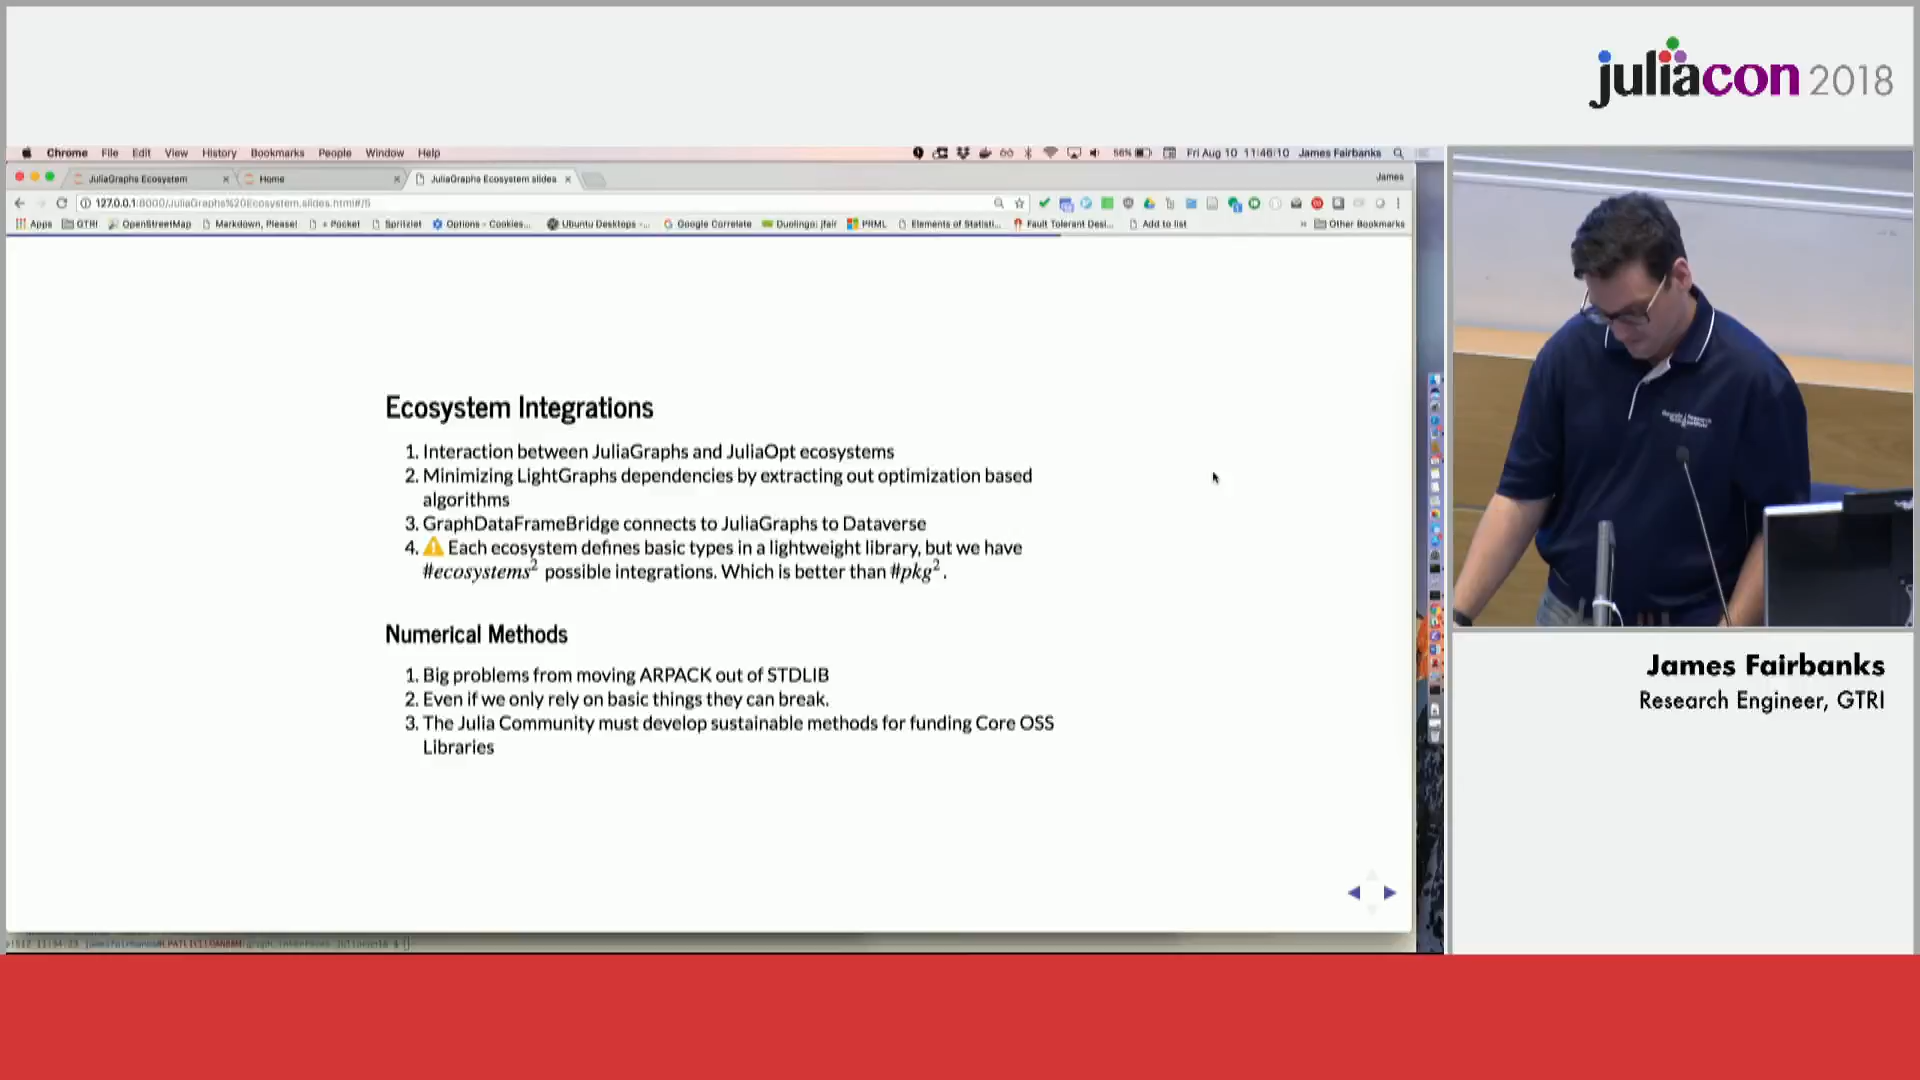 juliacon 2018
Chrome File Edit View History Bookmarks People Window Help
56% Fri Aug 10 11:46:10 James Fairbanks
JuliaGraphs Ecosystem
Home
JuliaGraphs Ecosystem slides
James
127.0.0.1:8000/JuliaGraphs%20Ecosystem.slides.html#/5
Apps GTRI OpenStreetMap Markdown, Please! + Pocket Spritzlet Options - Cookies... Ubuntu Desktops -... Google Correlate Duolingo: jfair PRML Elements of Statisti... Fault Tolerant Desi... Add to list » Other Bookmarks
Ecosystem Integrations
1. Interaction between JuliaGraphs and JuliaOpt ecosystems
2. Minimizing LightGraphs dependencies by extracting out optimization based
algorithms
3. GraphDataFrameBridge connects to JuliaGraphs to Dataverse
4. ⚠ Each ecosystem defines basic types in a lightweight library, but we have
#ecosystems² possible integrations. Which is better than #pkg².
Numerical Methods
1. Big problems from moving ARPACK out of STDLIB
2. Even if we only rely on basic things they can break.
3. The Julia Community must develop sustainable methods for funding Core OSS
Libraries
James Fairbanks
Research Engineer, GTRI